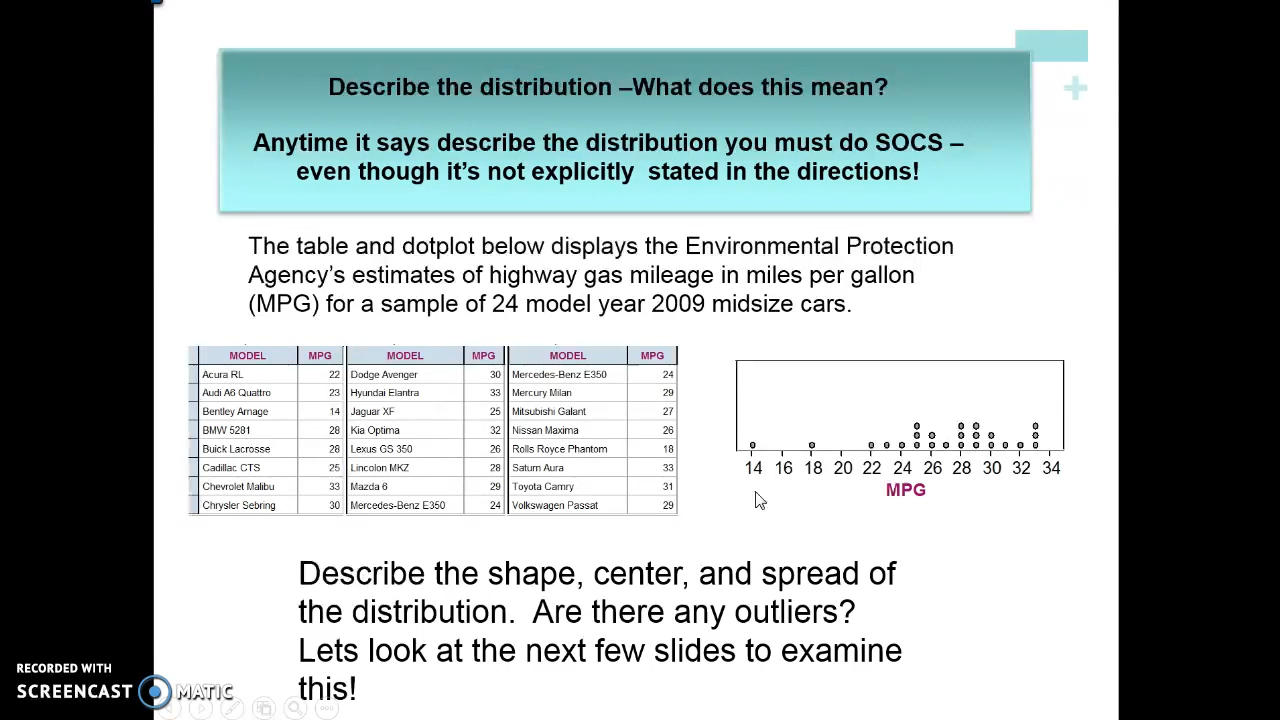 Describe the distribution –What does this mean?
Anytime it says describe the distribution you must do SOCS –
even though it's not explicitly stated in the directions!
The table and dotplot below displays the Environmental Protection
Agency's estimates of highway gas mileage in miles per gallon
(MPG) for a sample of 24 model year 2009 midsize cars.
MODEL MPG MODEL MPG MODEL MPG
Acura RL 22 Dodge Avenger 30 Mercedes-Benz E350 24
Audi A6 Quattro 23 Hyundai Elantra 33 Mercury Milan 29
Bentley Arnage 14 Jaguar XF 25 Mitsubishi Galant 27
BMW 5281 28 Kia Optima 32 Nissan Maxima 26
Buick Lacrosse 28 Lexus GS 350 26 Rolls Royce Phantom 18
Cadillac CTS 25 Lincolon MKZ 28 Saturn Aura 33
Chevrolet Malibu 33 Mazda 6 29 Toyota Camry 31
Chrysler Sebring 30 Mercedes-Benz E350 24 Volkswagen Passat 29
14 16 18 20 22 24 26 28 30 32 34
MPG
Describe the shape, center, and spread of
the distribution. Are there any outliers?
Lets look at the next few slides to examine
this!
RECORDED WITH
SCREENCAST MATIC